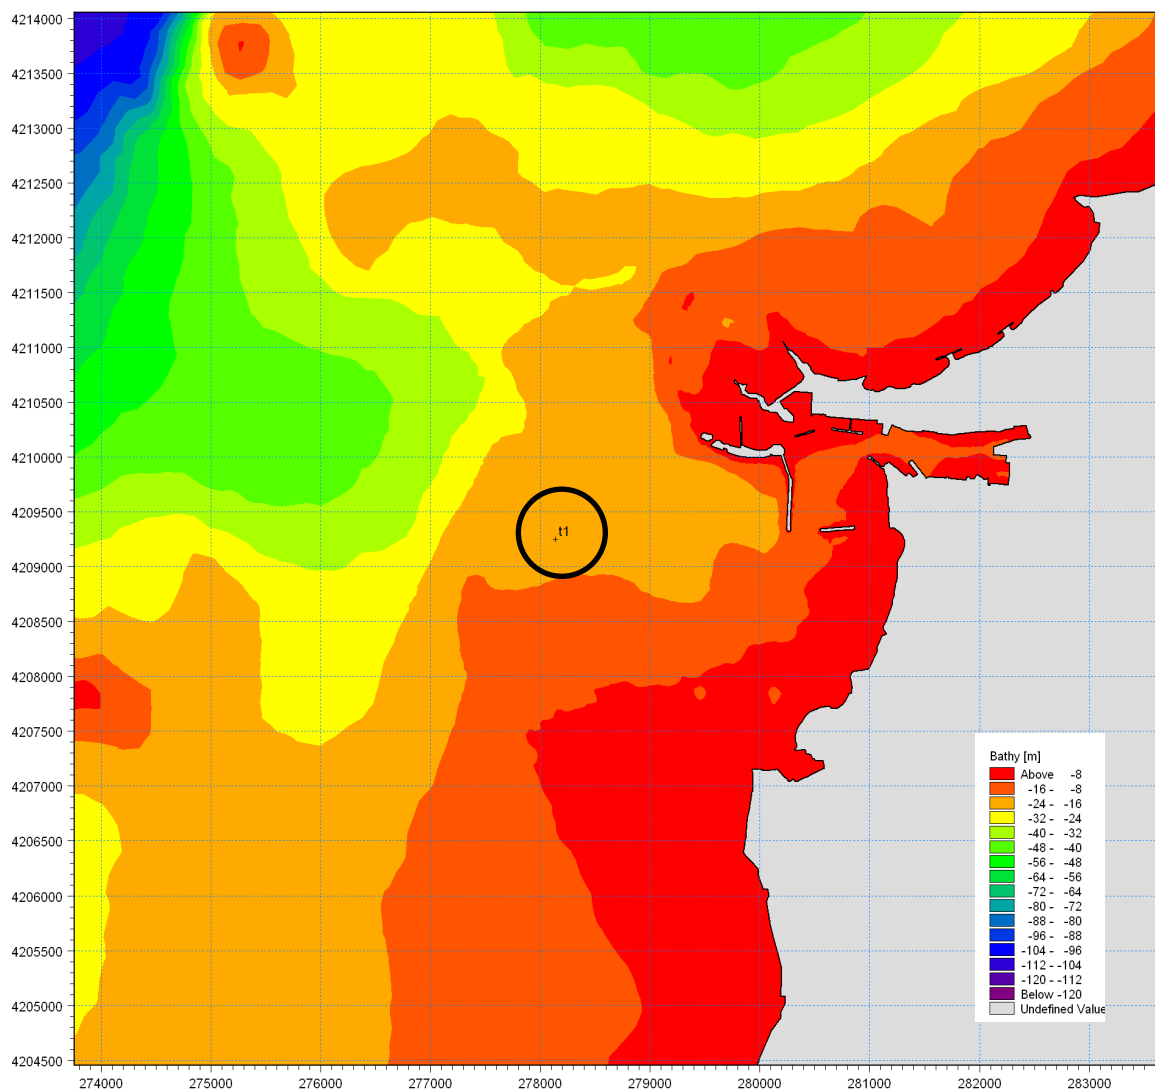 4214000
4213500
4213000
4212500
4212000
4211500
4211000
4210500
4210000
4209500
4209000
4208500
4208000
4207500
4207000
4206500
4206000
4205500
4205000
4204500
t1
Bathy [m]
Above -8
-16 - -8
-24 - -16
-32 - -24
-40 - -32
-48 - -40
-56 - -48
-64 - -56
-72 - -64
-80 - -72
-88 - -80
-96 - -88
-104 - -96
-112 - -104
-120 - -112
Below -120
Undefined Value
274000 275000 276000 277000 278000 279000 280000 281000 282000 283000